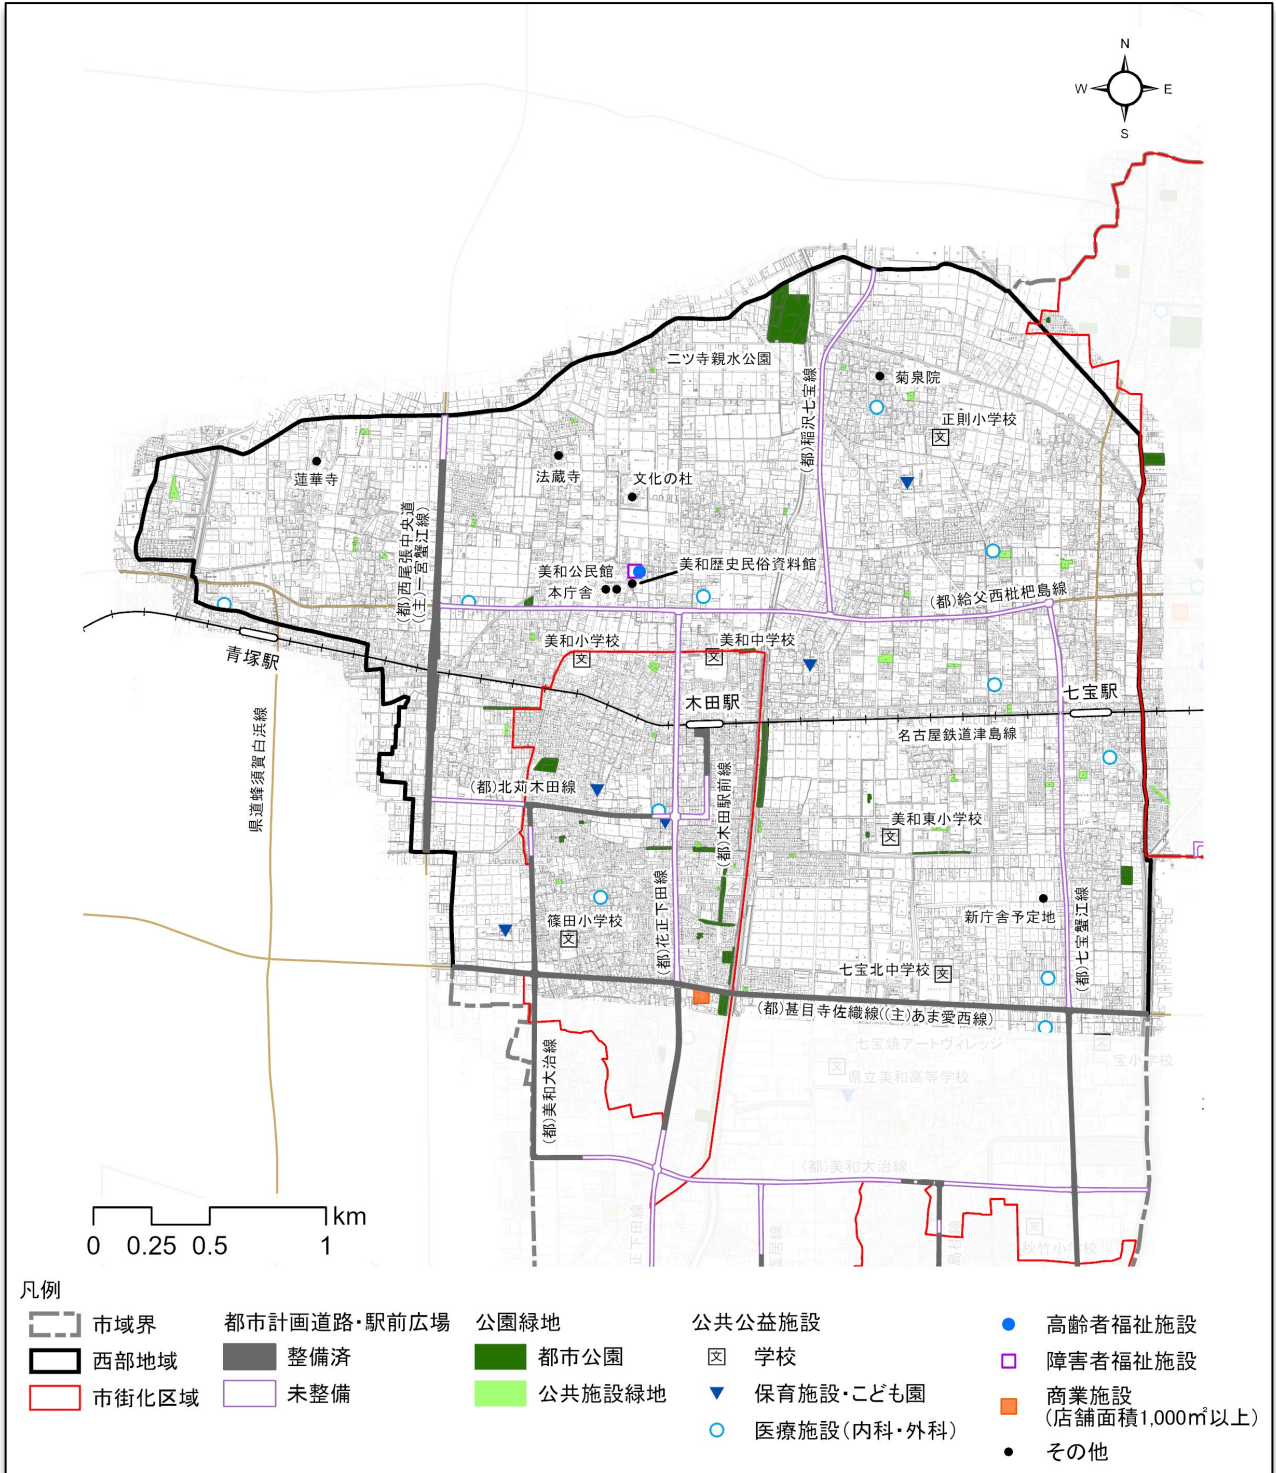 N
W
E
S
二ツ寺親水公園
菊泉院
(都)稲沢七宝線
正則小学校
蓮華寺
法蔵寺
文化の杜
(都)西尾張中央道
((主)一宮蟹江線)
美和公民館
美和歴史民俗資料館
本庁舎
(都)給父西枇杷島線
美和小学校
美和中学校
青塚駅
木田駅
七宝駅
名古屋鉄道津島線
県道蜂須賀白浜線
(都)北苅木田線
(都)木田駅前線
美和東小学校
篠田小学校
(都)花正下田線
新庁舎予定地
(都)七宝蟹江線
七宝北中学校
(都)甚目寺佐織線((主)あま愛西線)
七宝焼アートヴィレッジ
宝小学校
県立美和高等学校
(都)美和大治線
(都)美和大治線
正下田線
秋竹小学校
km
0 0.25 0.5 1
凡例
市域界
西部地域
市街化区域
都市計画道路・駅前広場
整備済
未整備
公園緑地
都市公園
公共施設緑地
公共公益施設
文 学校
保育施設・こども園
医療施設(内科・外科)
高齢者福祉施設
障害者福祉施設
商業施設
(店舗面積1,000㎡以上)
その他